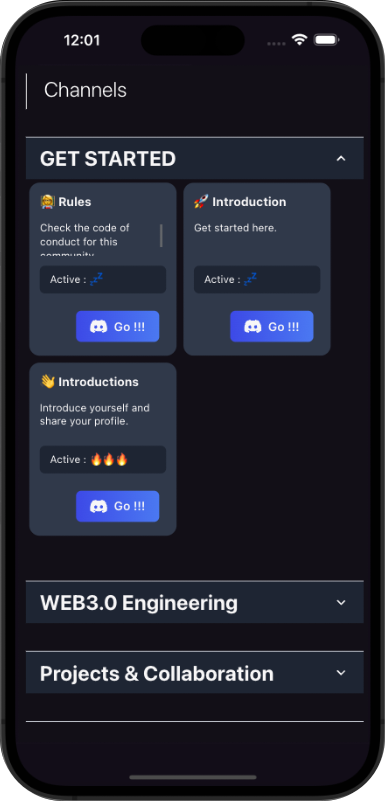 12:01
Channels
GET STARTED
Rules
Check the code of
conduct for this
community
Active :
Go !!!
Introduction
Get started here.
Active :
Go !!!
Introductions
Introduce yourself and
share your profile.
Active :
Go !!!
WEB3.0 Engineering
Projects & Collaboration